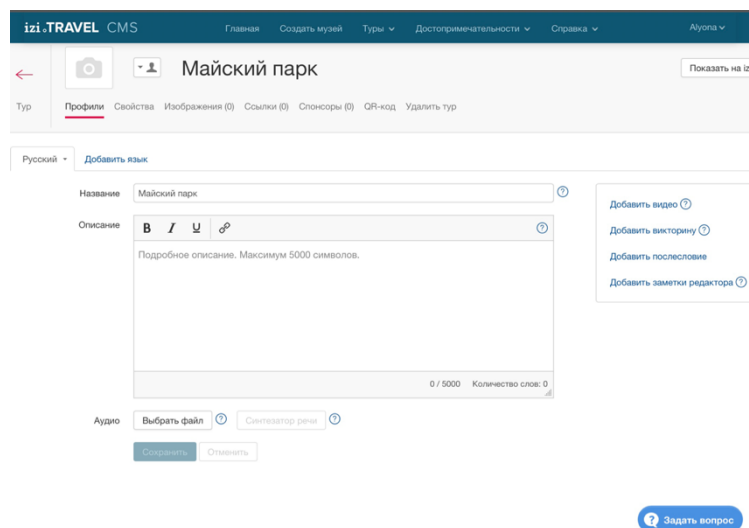 izi.TRAVEL CMS Главная Создать музей Туры Достопримечательности Справка Alyona
Майский парк
Показать на iz
Тур Профили Свойства Изображения (0) Ссылки (0) Спонсоры (0) QR-код Удалить тур
Русский Добавить язык
Название Майский парк ?
Добавить видео ?
Описание B I U ?
Добавить викторину ?
Подробное описание. Максимум 5000 символов.
Добавить послесловие
Добавить заметки редактора ?
0 / 5000 Количество слов: 0
Аудио Выбрать файл ? Синтезатор речи ?
Сохранить Отменить
? Задать вопрос